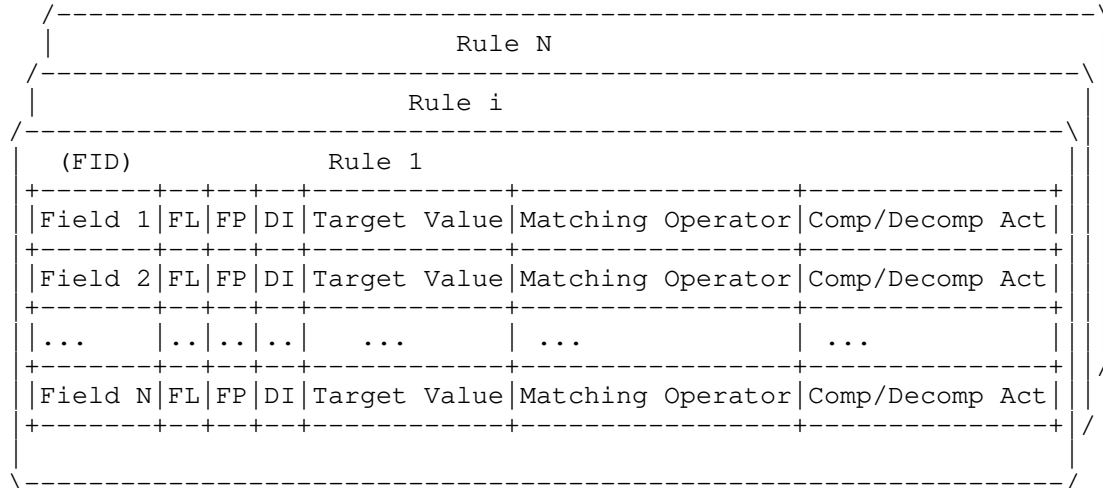 /-----------------------------------------------------------------\
|                         Rule N                                  |
/-----------------------------------------------------------------\
|                       Rule i                                    |
/-----------------------------------------------------------------\
|  (FID)            Rule 1                                        |
+-------+--+--+--+------------+-----------------+---------------+
|Field 1|FL|FP|DI|Target Value|Matching Operator|Comp/Decomp Act|
+-------+--+--+--+------------+-----------------+---------------+
|Field 2|FL|FP|DI|Target Value|Matching Operator|Comp/Decomp Act|
+-------+--+--+--+------------+-----------------+---------------+
|...    |..|..|..|   ...      | ...             | ...           |
+-------+--+--+--+------------+-----------------+---------------+
|Field N|FL|FP|DI|Target Value|Matching Operator|Comp/Decomp Act|
+-------+--+--+--+------------+-----------------+---------------+
\-----------------------------------------------------------------/